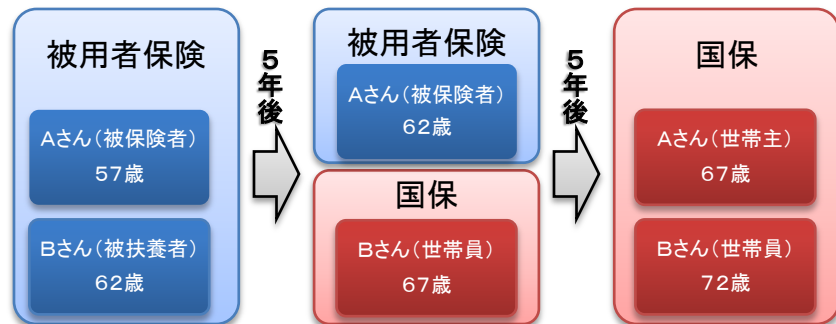 被用者保険
Aさん(被保険者)
57歳
Bさん(被扶養者)
62歳
5年後
被用者保険
Aさん(被保険者)
62歳
国保
Bさん(世帯員)
67歳
5年後
国保
Aさん(世帯主)
67歳
Bさん(世帯員)
72歳